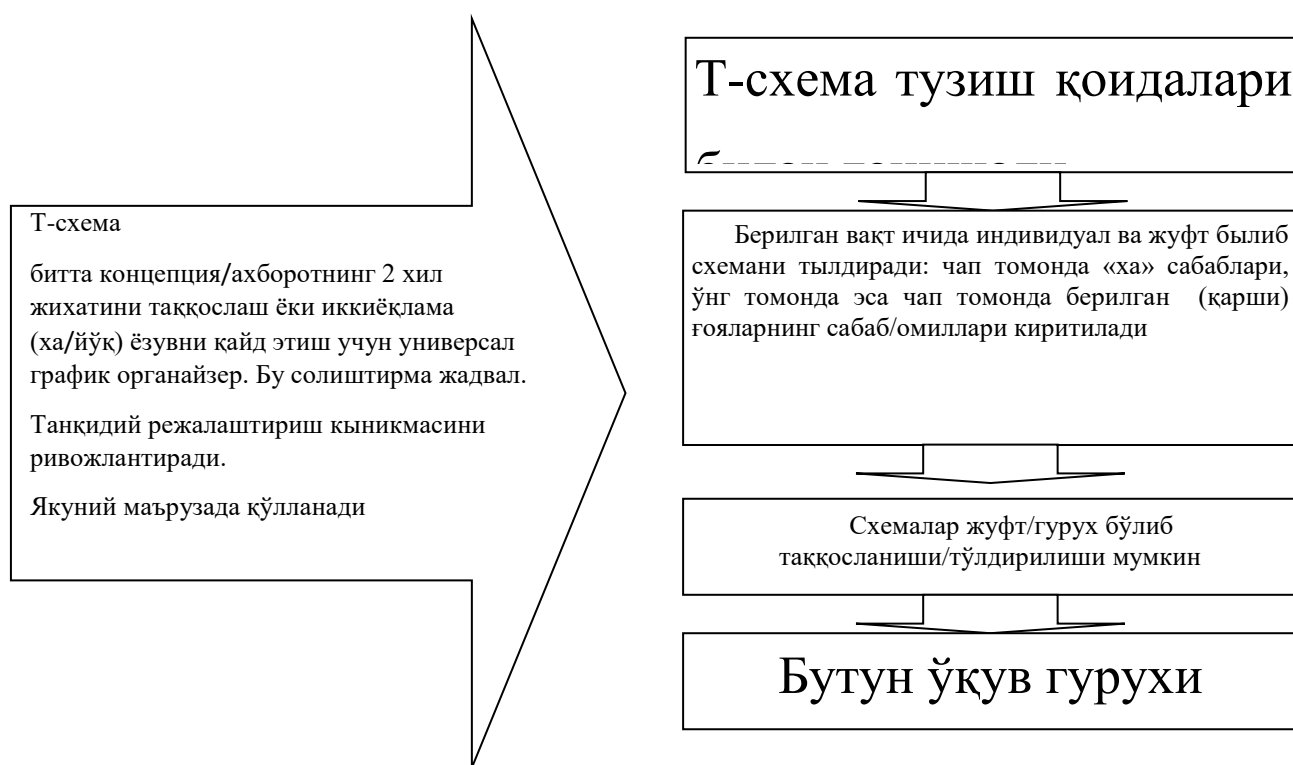 Т-схема
битта концепция/ахборотнинг 2 хил
жихатини таққослаш ёки иккиёқлама
(ха/йўқ) ёзувни қайд этиш учун универсал
график органайзер. Бу солиштирма жадвал.
Танқидий режалаштириш кыникмасини
ривожлантиради.
Якуний маърузада қўлланади
Т-схема тузиш қоидалари
Берилган вақт ичида индивидуал ва жуфт былиб
схемани тылдиради: чап томонда «ха» сабаблари,
ўнг томонда эса чап томонда берилган (қарши)
ғояларнинг сабаб/омиллари киритилади
Схемалар жуфт/гурух бўлиб
таққосланиши/тўлдирилиши мумкин
Бутун ўқув гурухи